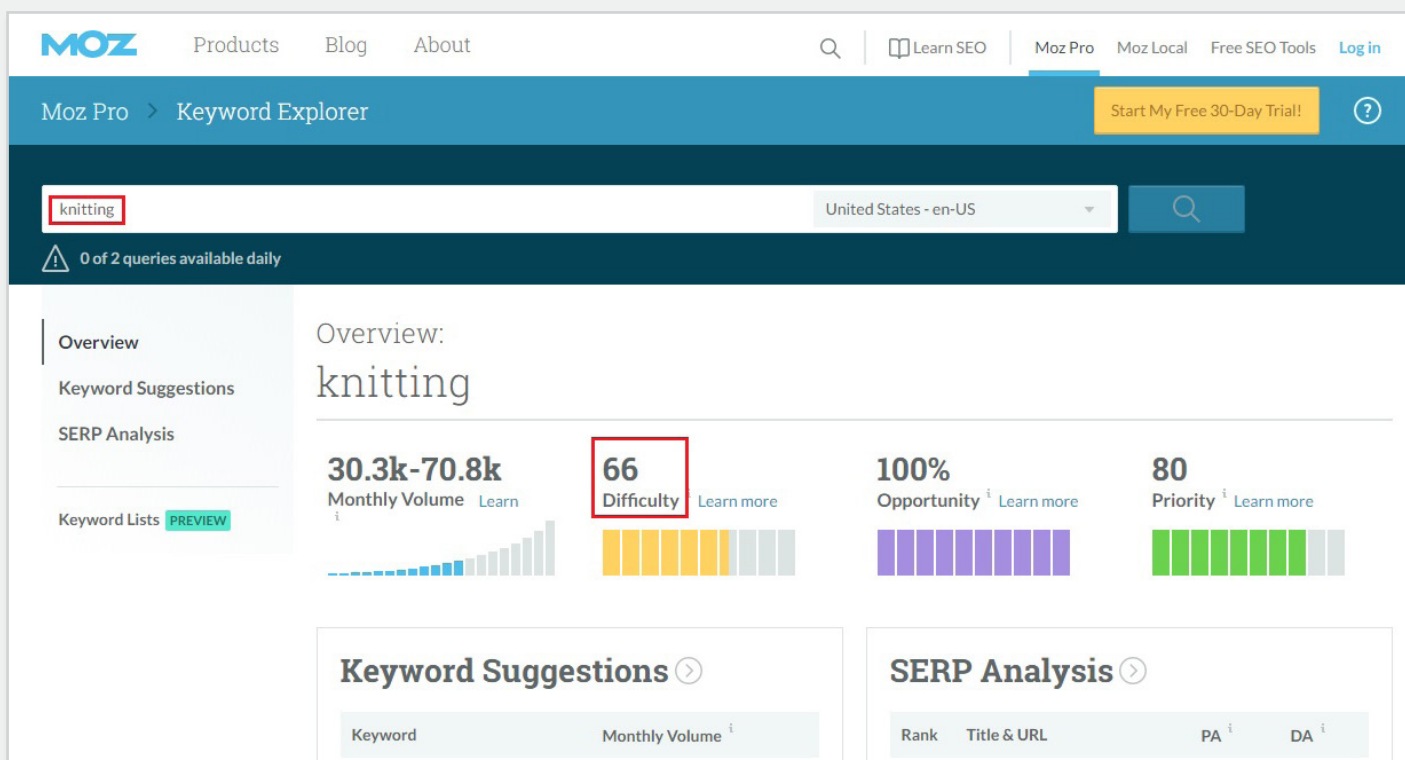 MOZ Products Blog About Learn SEO Moz Pro Moz Local Free SEO Tools Log in
Moz Pro > Keyword Explorer Start My Free 30-Day Trial! ?
knitting United States - en-US
0 of 2 queries available daily
Overview
Keyword Suggestions
SERP Analysis
Keyword Lists PREVIEW
Overview:
knitting
30.3k-70.8k 66 100% 80
Monthly Volume Learn i Difficulty i Learn more Opportunity i Learn more Priority i Learn more
Keyword Suggestions SERP Analysis
Keyword Monthly Volume i Rank Title & URL PA i DA i